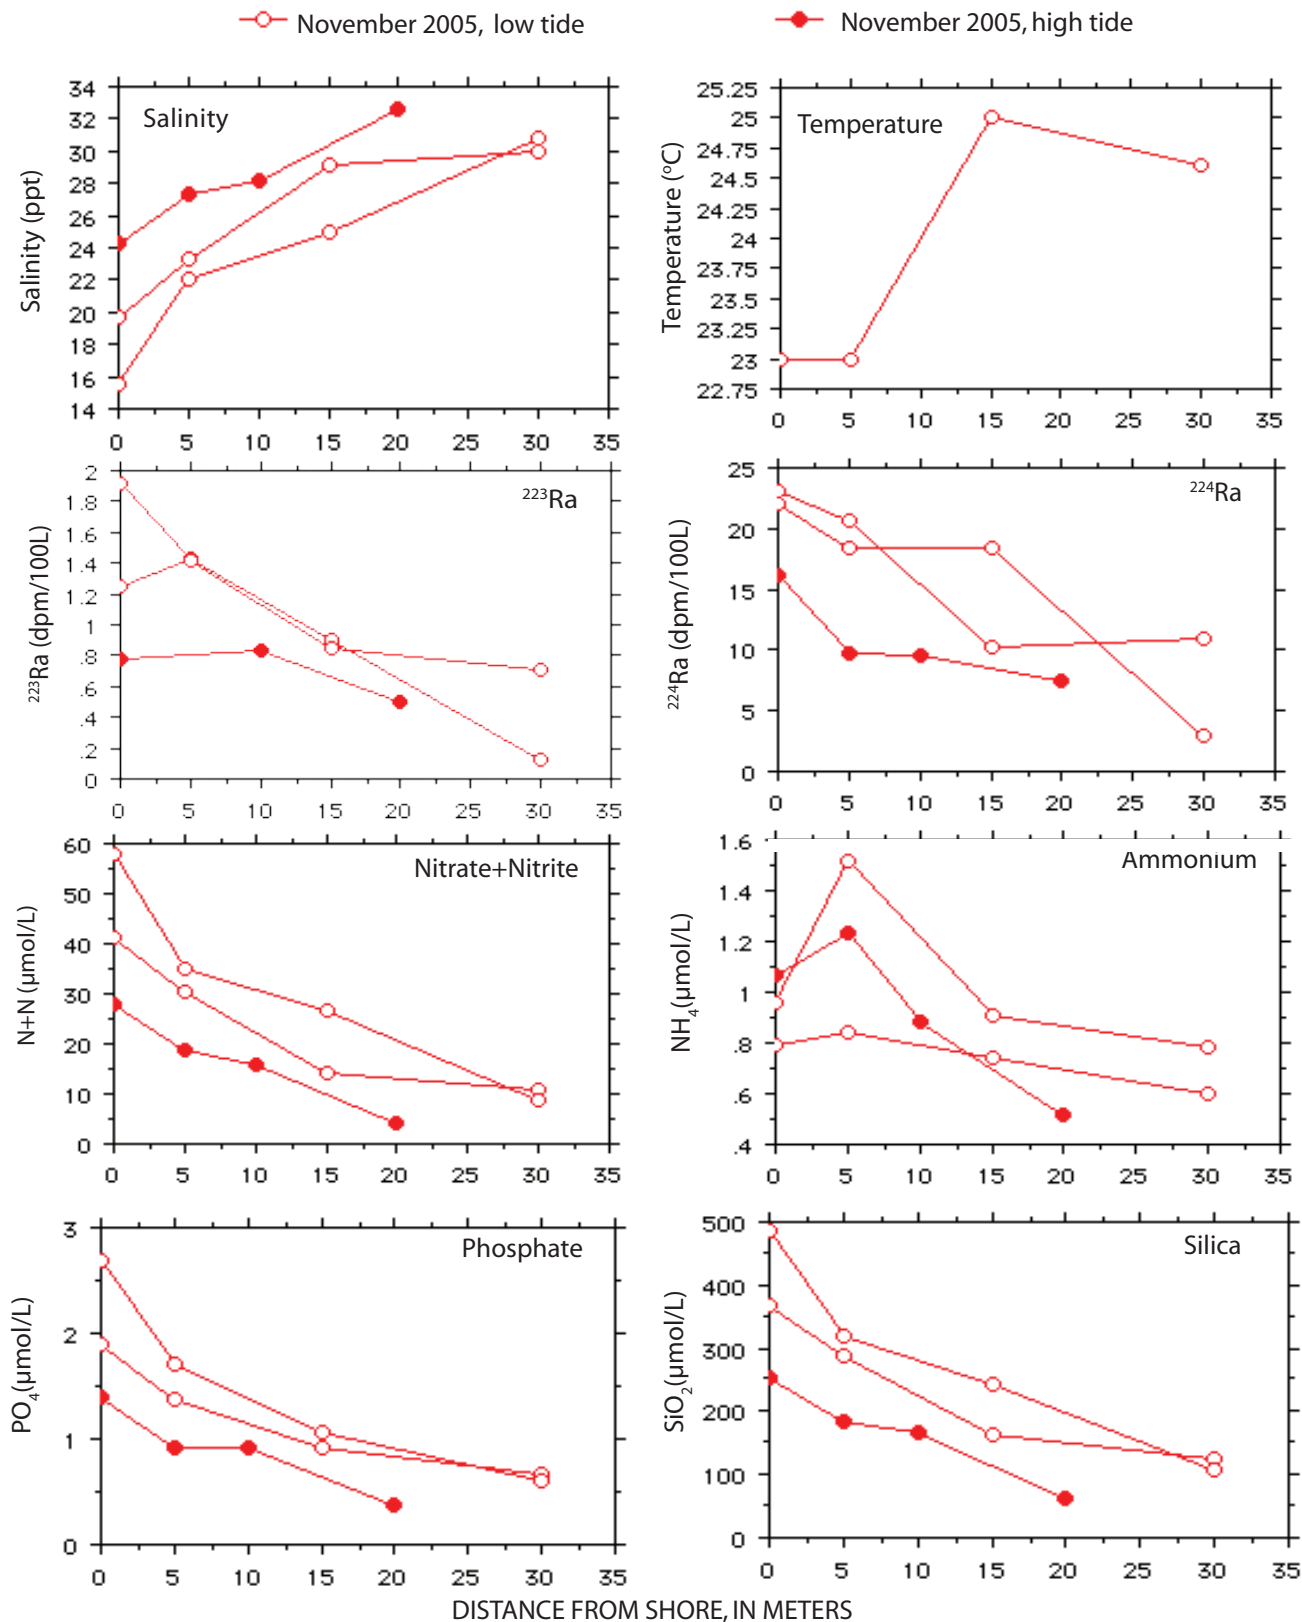 November 2005, low tide
November 2005, high tide
Salinity
Salinity (ppt)
34
32
30
28
26
24
22
20
18
16
14
0 5 10 15 20 25 30 35
Temperature
Temperature (°C)
25.25
25
24.75
24.5
24.25
24
23.75
23.5
23.25
23
22.75
0 5 10 15 20 25 30 35
²²³Ra
²²³Ra (dpm/100L)
2
1.8
1.6
1.4
1.2
1
.8
.6
.4
.2
0
0 5 10 15 20 25 30 35
²²⁴Ra
²²⁴Ra (dpm/100L)
25
20
15
10
5
0
0 5 10 15 20 25 30 35
Nitrate+Nitrite
N+N (µmol/L)
60
50
40
30
20
10
0
0 5 10 15 20 25 30 35
Ammonium
NH₄(µmol/L)
1.6
1.4
1.2
1
.8
.6
.4
0 5 10 15 20 25 30 35
Phosphate
PO₄(µmol/L)
3
2
1
0
0 5 10 15 20 25 30 35
Silica
SiO₂(µmol/L)
500
400
300
200
100
0
0 5 10 15 20 25 30 35
DISTANCE FROM SHORE, IN METERS